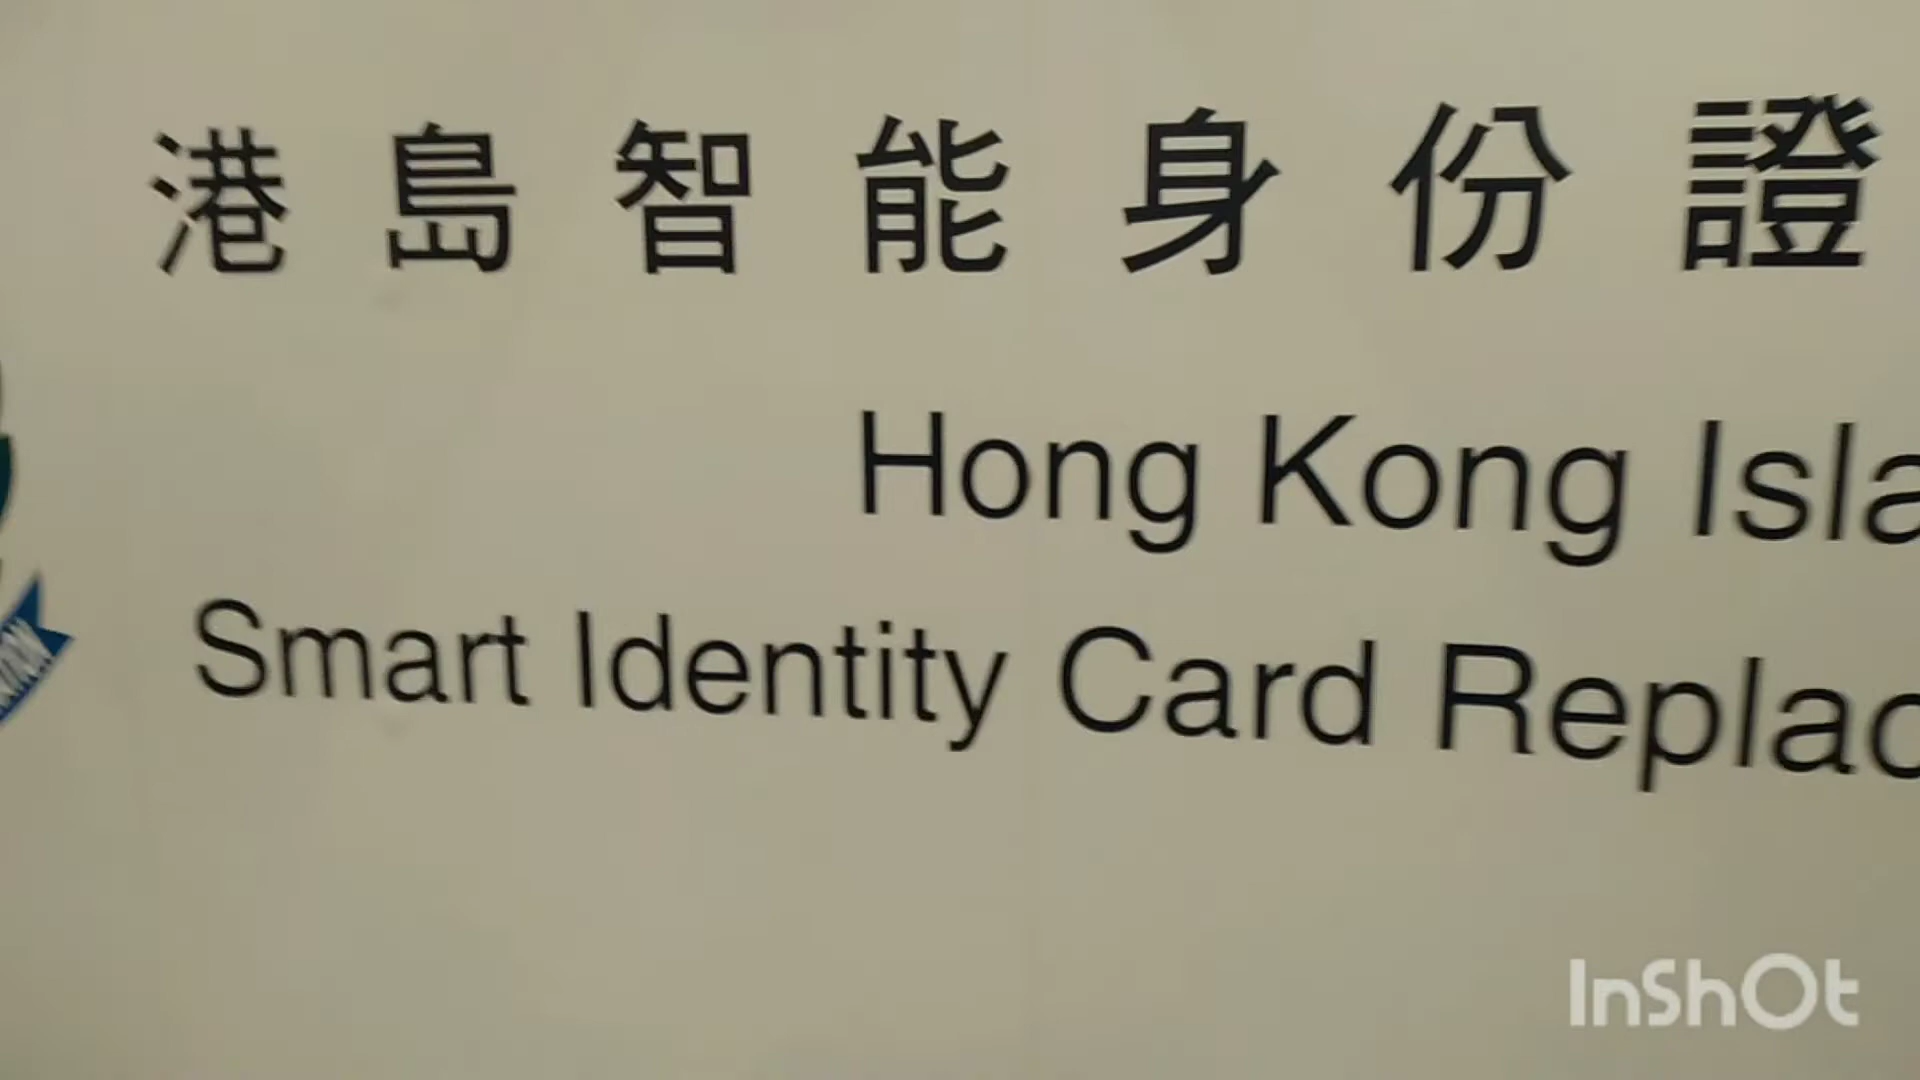 港島智能身份證
Hong Kong Isla
Smart Identity Card Replac
InShOt